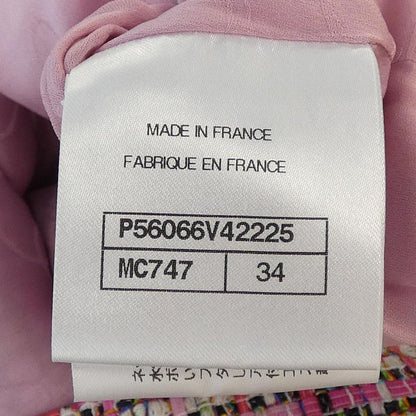 MADE IN FRANCE
FABRIQUE EN FRANCE
P56066V42225
MC747 34